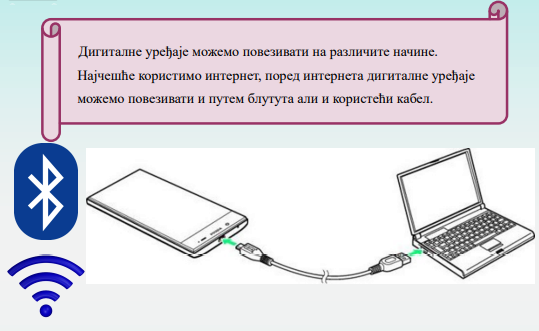 Дигиталне уређаје можемо повезивати на различите начине.
Најчешће користимо интернет, поред интернета дигиталне уређаје
можемо повезивати и путем блутута али и користећи кабел.